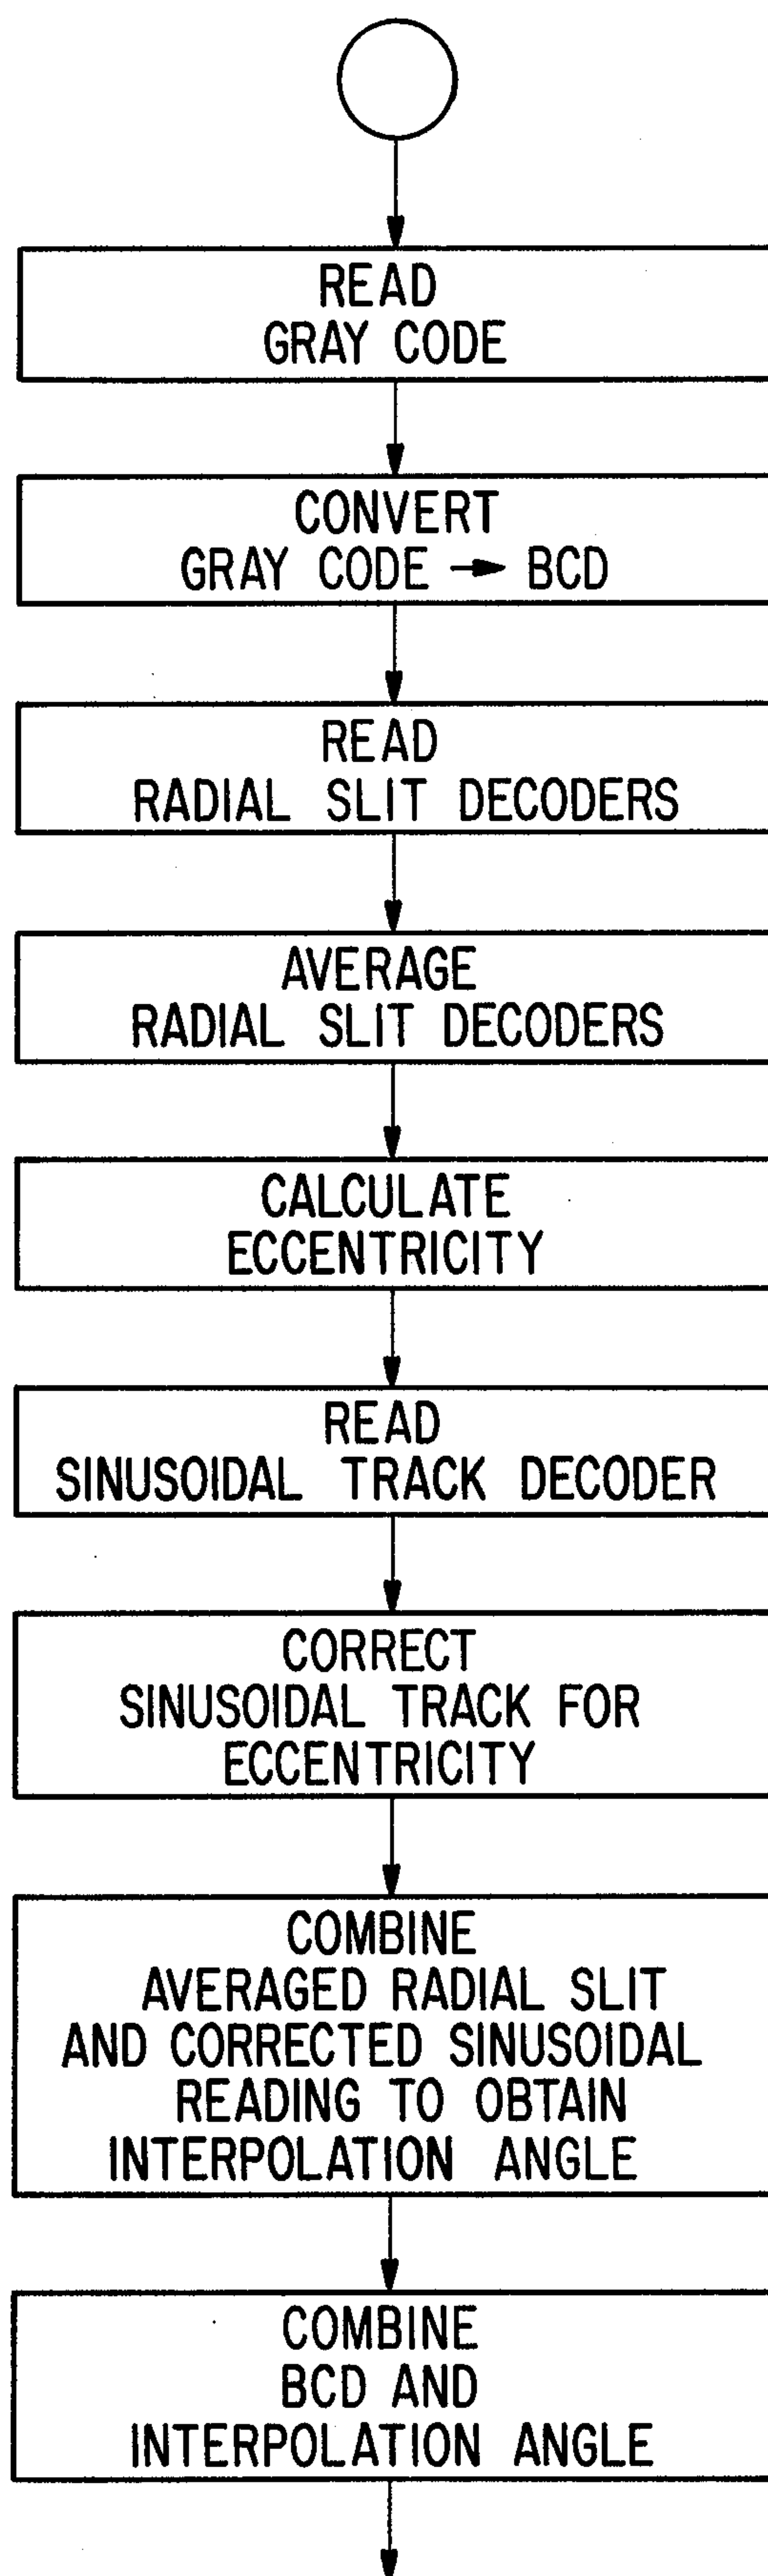 READ
GRAY CODE
CONVERT
GRAY CODE → BCD
READ
RADIAL SLIT DECODERS
AVERAGE
RADIAL SLIT DECODERS
CALCULATE
ECCENTRICITY
READ
SINUSOIDAL TRACK DECODER
CORRECT
SINUSOIDAL TRACK FOR
ECCENTRICITY
COMBINE
AVERAGED RADIAL SLIT
AND CORRECTED SINUSOIDAL
READING TO OBTAIN
INTERPOLATION ANGLE
COMBINE
BCD AND
INTERPOLATION ANGLE